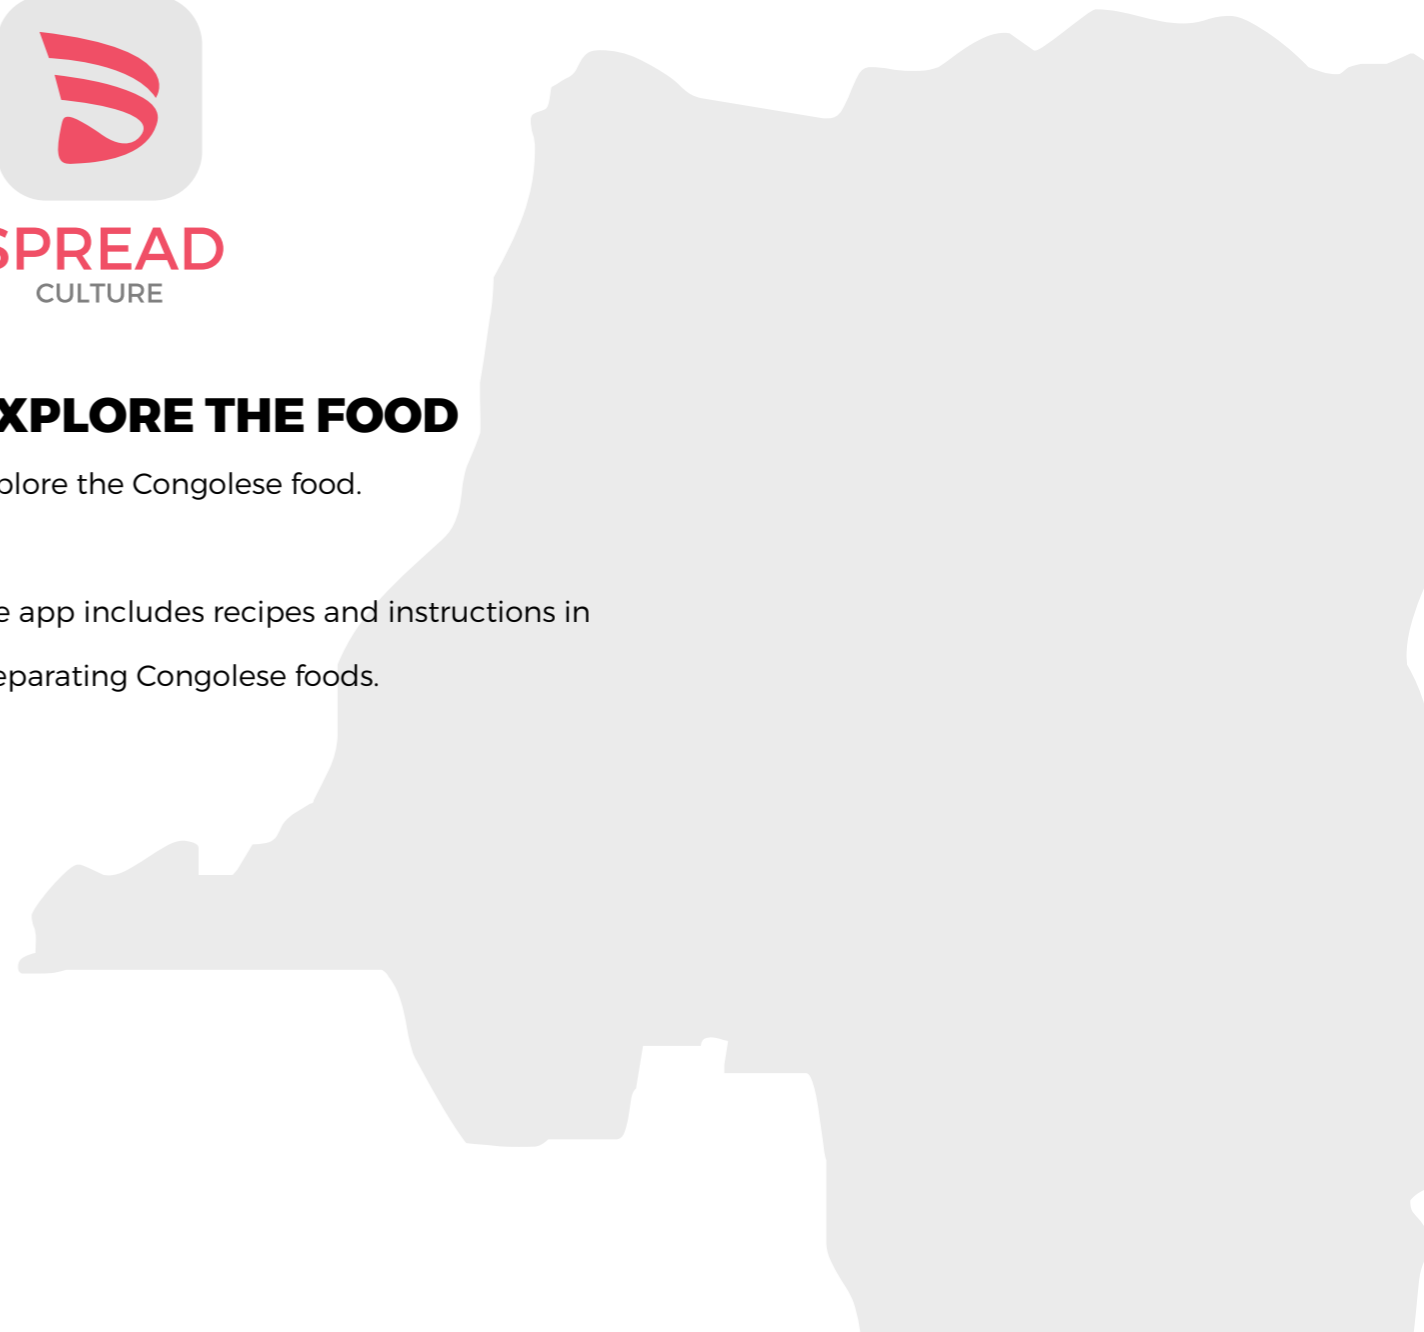 SPREAD
CULTURE
XPLORE THE FOOD
plore the Congolese food.
e app includes recipes and instructions in
eparating Congolese foods.